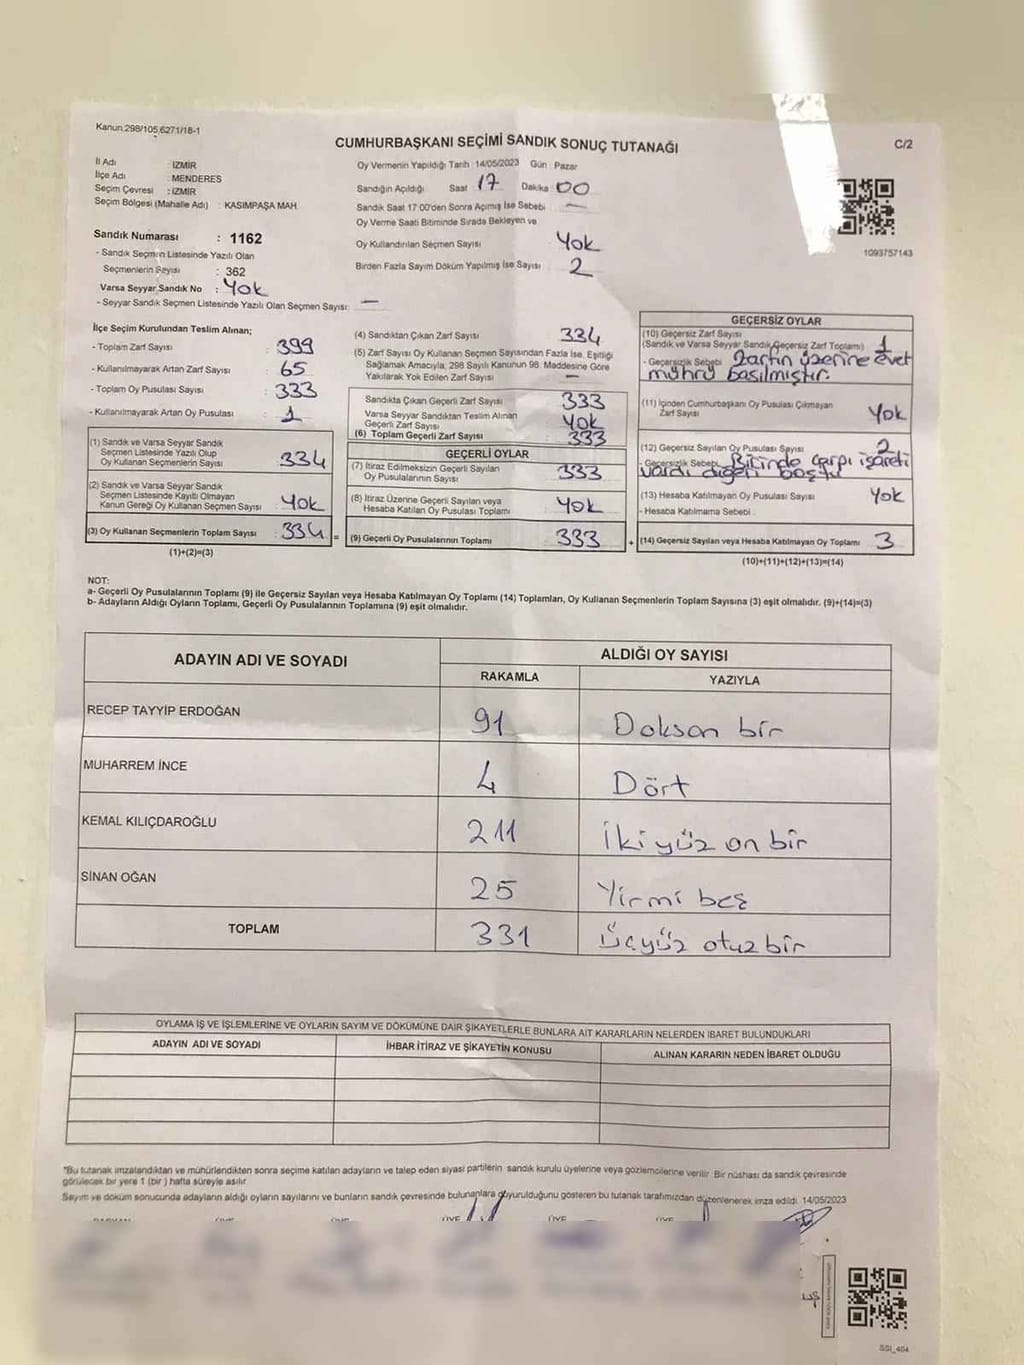 Kanun.298/105,6271/18-1
CUMHURBAŞKANI SEÇİMİ SANDIK SONUÇ TUTANAĞI
C/2
İl Adı : İZMİR
İlçe Adı : MENDERES
Seçim Çevresi : İZMİR
Seçim Bölgesi (Mahalle Adı) : KASIMPAŞA MAH.
Sandık Numarası : 1162
- Sandık Seçmen Listesinde Yazılı Olan
Seçmenlerin Sayısı : 362
Varsa Seyyar Sandık No : Yok
- Seyyar Sandık Seçmen Listesinde Yazılı Olan Seçmen Sayısı: —
Oy Vermenin Yapıldığı Tarih 14/05/2023 Gün Pazar
Sandığın Açıldığı Saat 17 Dakika 00
Sandık Saat 17:00'den Sonra Açmış İse Sebebi —
Oy Verme Saati Bitiminde Sırada Bekleyen ve
Oy Kullandırılan Seçmen Sayısı Yok
Birden Fazla Sayım Döküm Yapılmış İse Sayısı 2
1093757143
İlçe Seçim Kurulundan Teslim Alınan;
- Toplam Zarf Sayısı : 399
- Kullanılmayarak Artan Zarf Sayısı : 65
- Toplam Oy Pusulası Sayısı : 333
- Kullanılmayarak Artan Oy Pusulası : 1
(1) Sandık ve Varsa Seyyar Sandık
Seçmen Listesinde Yazılı Olup
Oy Kullanan Seçmenlerin Sayısı : 334
(2) Sandık ve Varsa Seyyar Sandık
Seçmen Listesinde Kayıtlı Olmayan
Kanun Gereği Oy Kullanan Seçmen Sayısı : Yok
(3) Oy Kullanan Seçmenlerin Toplam Sayısı : 334
(1)+(2)=(3)
(4) Sandıktan Çıkan Zarf Sayısı 334
(5) Zarf Sayısı Oy Kullanan Seçmen Sayısından Fazla İse, Eşitliği
Sağlamak Amacıyla; 298 Sayılı Kanunun 98. Maddesine Göre
Yakılarak Yok Edilen Zarf Sayısı —
Sandıkta Çıkan Geçerli Zarf Sayısı 333
Varsa Seyyar Sandıktan Teslim Alınan
Geçerli Zarf Sayısı Yok
(6) Toplam Geçerli Zarf Sayısı 333
GEÇERLİ OYLAR
(7) İtiraz Edilmeksizin Geçerli Sayılan
Oy Pusulalarının Sayısı 333
(8) İtiraz Üzerine Geçerli Sayılan veya
Hesaba Katılan Oy Pusulası Toplamı Yok
= (9) Geçerli Oy Pusulalarının Toplamı 333
GEÇERSİZ OYLAR
(10) Geçersiz Zarf Sayısı
(Sandık ve Varsa Seyyar Sandık Geçersiz Zarf Toplamı) 1
- Geçersizlik Sebebi Zarfın üzerine evet
mührü basılmıştır.
(11) İçinden Cumhurbaşkanı Oy Pusulası Çıkmayan
Zarf Sayısı Yok
(12) Geçersiz Sayılan Oy Pusulası Sayısı 2
- Geçersizlik Sebebi Birinde çarpı işareti
vardı diğeri boştu
(13) Hesaba Katılmayan Oy Pusulası Sayısı Yok
- Hesaba Katılmama Sebebi
+ (14) Geçersiz Sayılan veya Hesaba Katılmayan Oy Toplamı 3
(10)+(11)+(12)+(13)=(14)
NOT:
a- Geçerli Oy Pusulalarının Toplamı (9) ile Geçersiz Sayılan veya Hesaba Katılmayan Oy Toplamı (14) Toplamları, Oy Kullanan Seçmenlerin Toplam Sayısına (3) eşit olmalıdır. (9)+(14)=(3)
b- Adayların Aldığı Oyların Toplamı, Geçerli Oy Pusulalarının Toplamına (9) eşit olmalıdır.
ADAYIN ADI VE SOYADI
ALDIĞI OY SAYISI
RAKAMLA YAZIYLA
RECEP TAYYİP ERDOĞAN 91 Doksan bir
MUHARREM İNCE 4 Dört
KEMAL KILIÇDAROĞLU 211 İki yüz on bir
SİNAN OĞAN 25 Yirmi beş
TOPLAM 331 Üçyüz otuz bir
OYLAMA İŞ VE İŞLEMLERİNE VE OYLARIN SAYIM VE DÖKÜMÜNE DAİR ŞİKAYETLERLE BUNLARA AİT KARARLARIN NELERDEN İBARET BULUNDUKLARI
ADAYIN ADI VE SOYADI İHBAR İTİRAZ VE ŞİKAYETİN KONUSU ALINAN KARARIN NEDEN İBARET OLDUĞU
*Bu tutanak imzalandıktan ve mühürlendikten sonra seçime katılan adayların ve talep eden siyasi partilerin sandık kurulu üyelerine veya gözlemcilerine verilir. Bir nüshası da sandık çevresinde
görülecek bir yere 1 (bir ) hafta süreyle asılır.
Sayım ve döküm sonucunda adayların aldığı oyların sayılarını ve bunların sandık çevresinde bulunanlara duyurulduğunu gösteren bu tutanak tarafımızdan düzenlenerek imza edildi. 14/05/2023
ÜYE ÜYE ÜYE
SSI_404